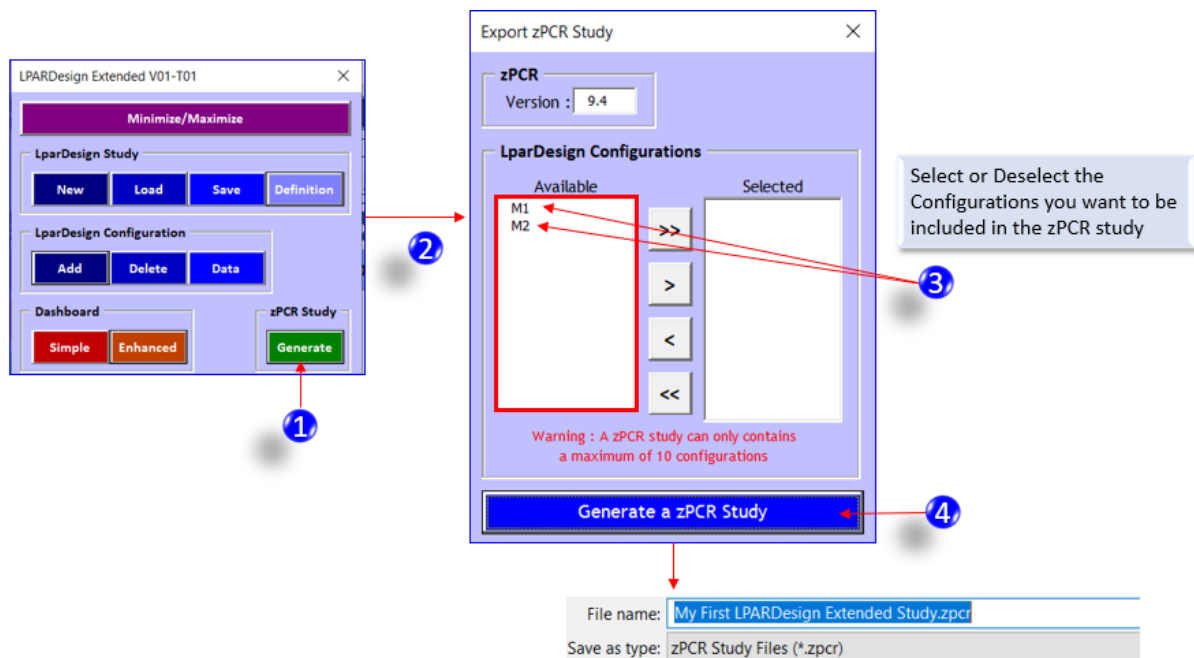 LPARDesign Extended V01-T01
Minimize/Maximize
LparDesign Study
New Load Save Definition
LparDesign Configuration
Add Delete Data
Dashboard zPCR Study
Simple Enhanced Generate
1
2
Export zPCR Study
zPCR
Version : 9.4
LparDesign Configurations
Available Selected
M1
M2
>>
>
<
<<
Warning : A zPCR study can only contains
a maximum of 10 configurations
Generate a zPCR Study
Select or Deselect the
Configurations you want to be
included in the zPCR study
3
4
File name: My First LPARDesign Extended Study.zpcr
Save as type: zPCR Study Files (*.zpcr)